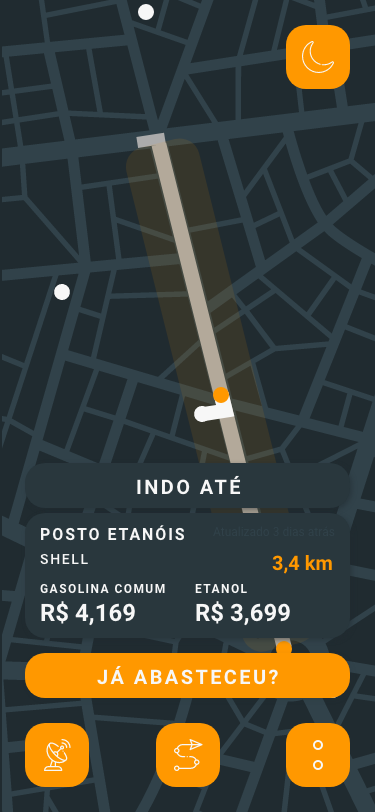 INDO ATÉ
POSTO ETANÓIS
Atualizado 3 dias atrás
SHELL
3,4 km
GASOLINA COMUM ETANOL
R$ 4,169 R$ 3,699
JÁ ABASTECEU?